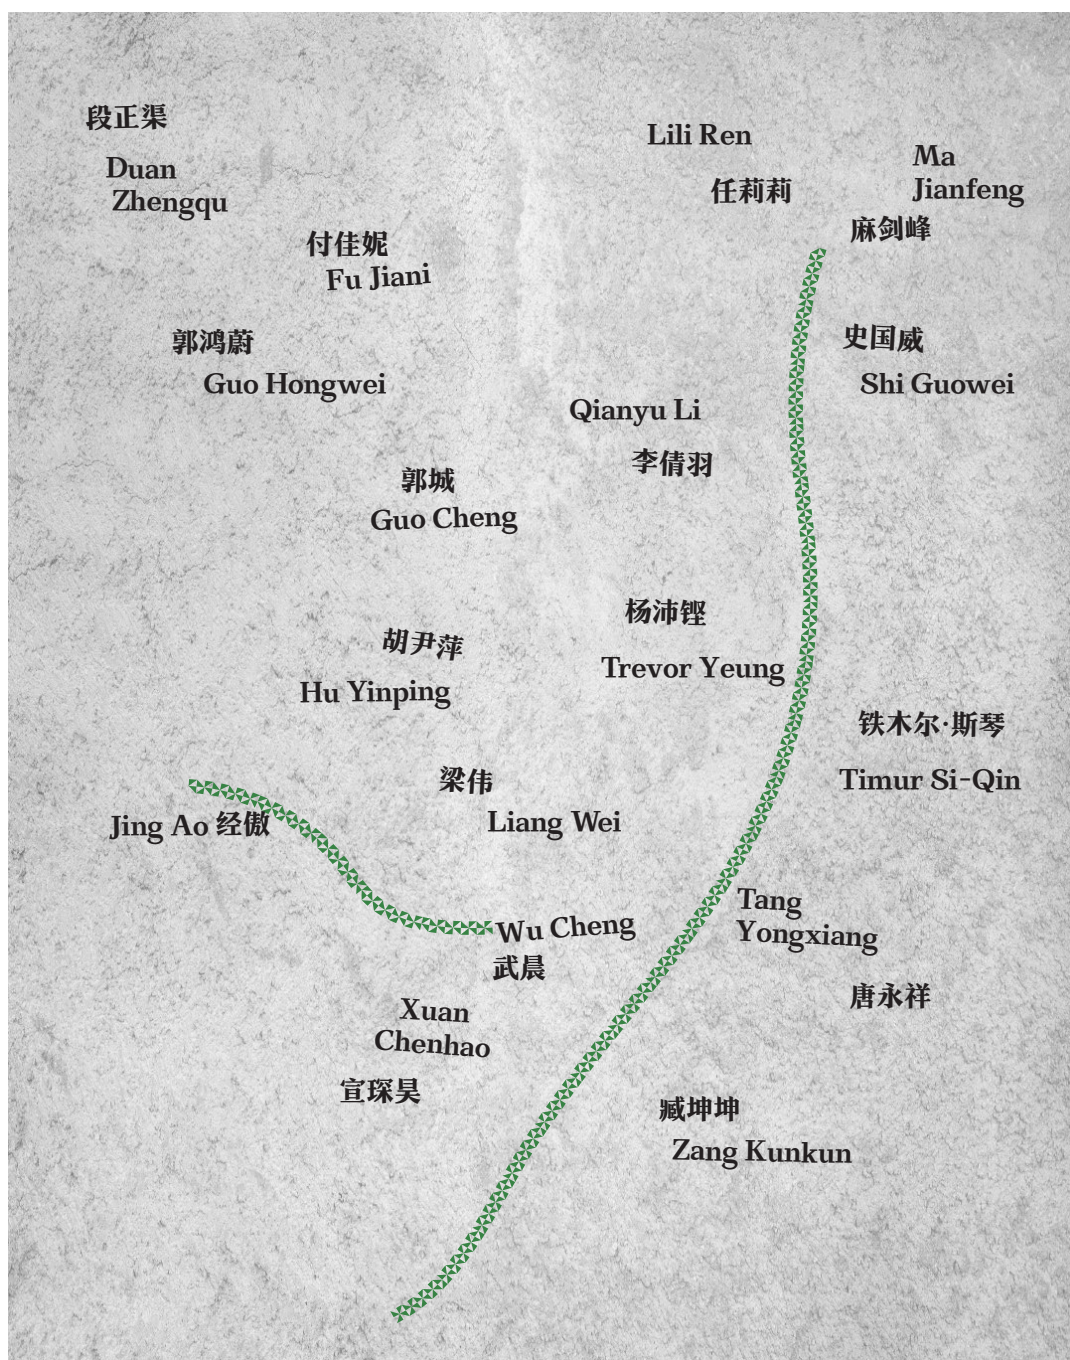 段正渠
Duan
Zhengqu
Lili Ren
任莉莉
Ma
Jianfeng
麻剑峰
付佳妮
Fu Jiani
郭鸿蔚
Guo Hongwei
史国威
Shi Guowei
Qianyu Li
李倩羽
郭城
Guo Cheng
杨沛铿
Trevor Yeung
胡尹萍
Hu Yinping
铁木尔·斯琴
Timur Si-Qin
梁伟
Liang Wei
Jing Ao 经傲
Tang
Yongxiang
唐永祥
Wu Cheng
武晨
Xuan
Chenhao
宣琛昊
臧坤坤
Zang Kunkun